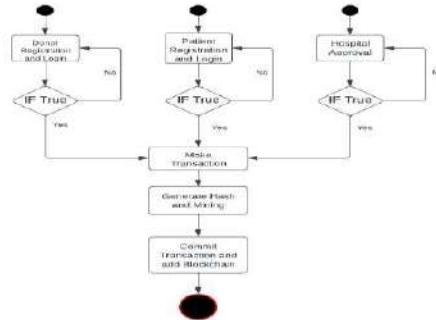 Donor
Registration
and Login
No
IF True
Yes
Patient
Registration
and Login
No
IF True
Yes
Hospital
Approval
IF True
Yes
Make
Transaction
Generate Hash
and Mining
Commit
Transaction and
add Blockchain